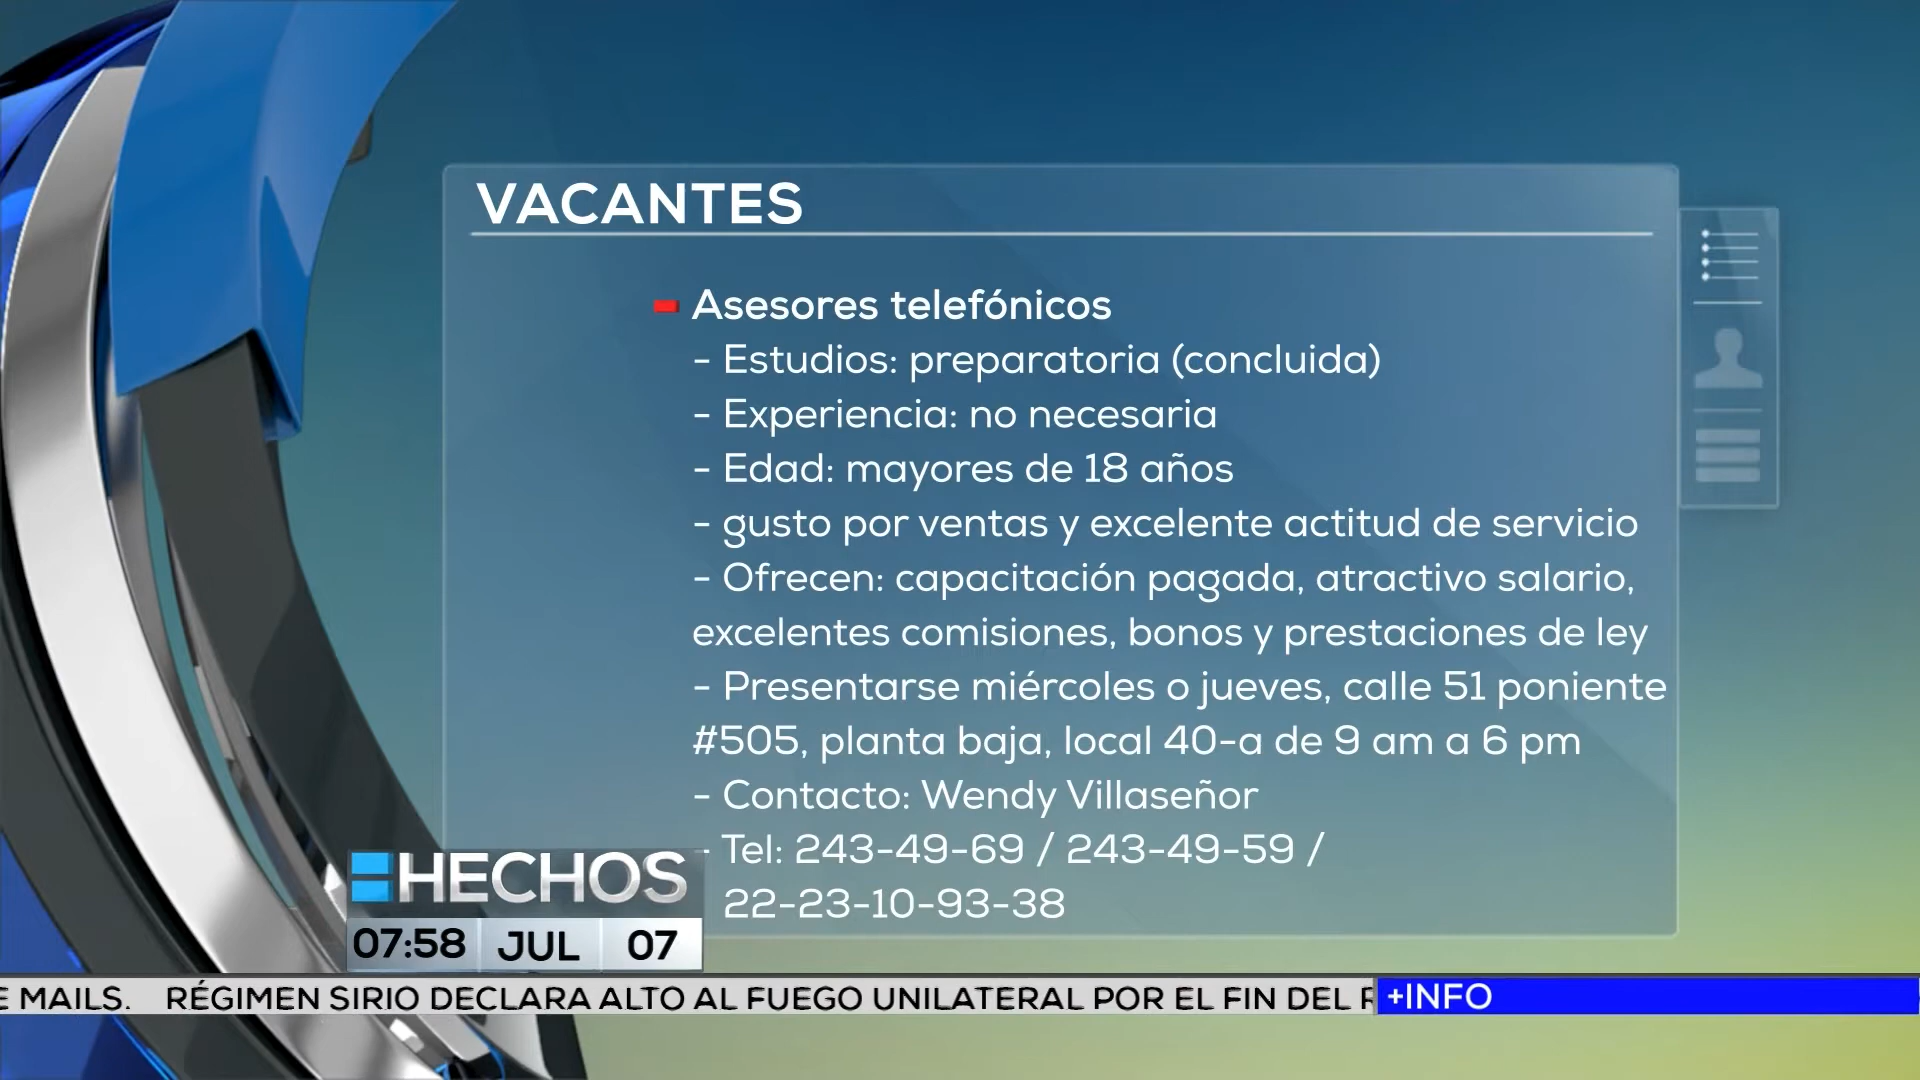 VACANTES
Asesores telefónicos
- Estudios: preparatoria (concluida)
- Experiencia: no necesaria
- Edad: mayores de 18 años
- gusto por ventas y excelente actitud de servicio
- Ofrecen: capacitación pagada, atractivo salario,
excelentes comisiones, bonos y prestaciones de ley
- Presentarse miércoles o jueves, calle 51 poniente
#505, planta baja, local 40-a de 9 am a 6 pm
- Contacto: Wendy Villaseñor
- Tel: 243-49-69 / 243-49-59 /
22-23-10-93-38
HECHOS
07:58 JUL 07
E MAILS. RÉGIMEN SIRIO DECLARA ALTO AL FUEGO UNILATERAL POR EL FIN DEL
+INFO